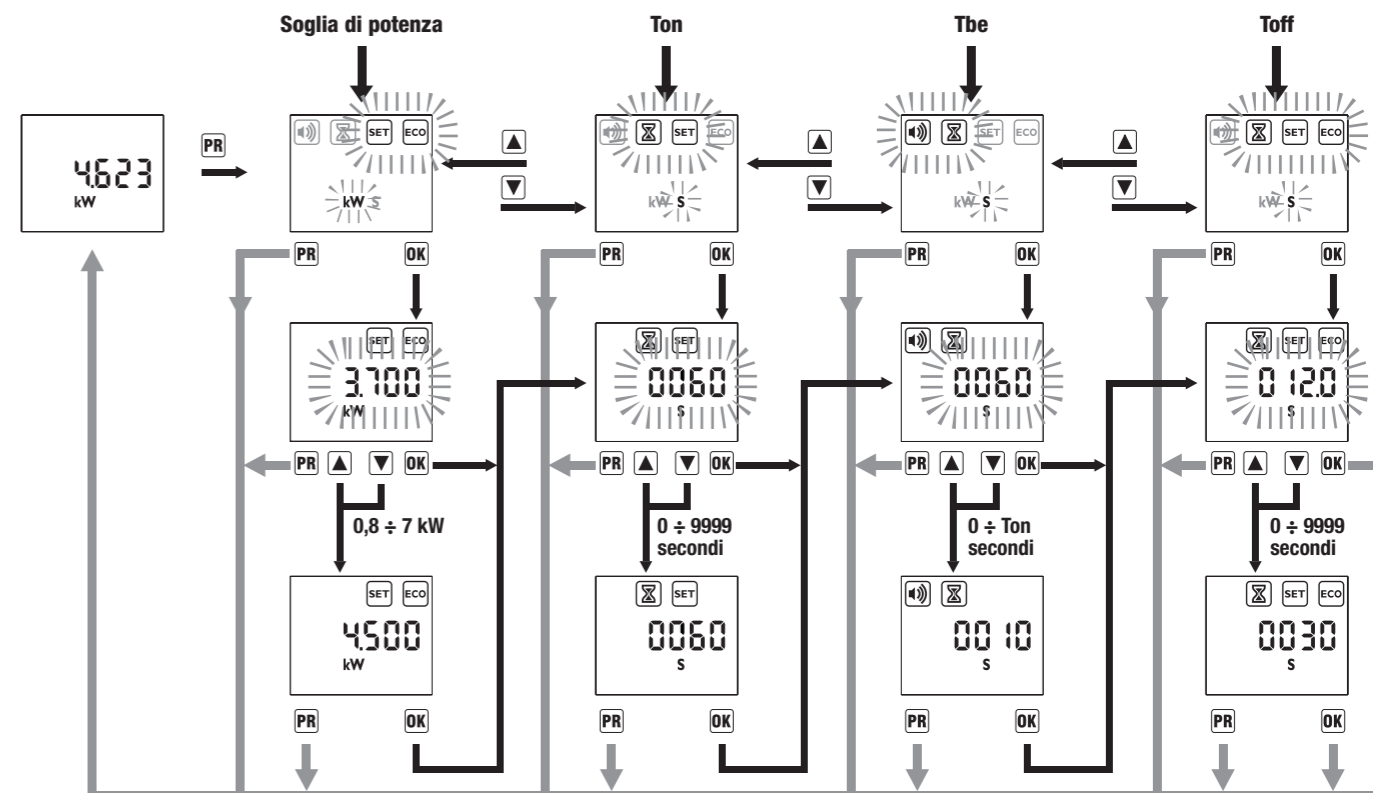 Soglia di potenza Ton Tbe Toff
SET ECO SET ECO SET ECO SET ECO
PR
4.623
kW
kW S kW S kW S kW S
PR OK PR OK PR OK PR OK
SET ECO SET SET ECO
3.700 0060 0060 012.0
kW S S S
PR OK PR OK PR OK PR OK
0,8 ÷ 7 kW 0 ÷ 9999 0 ÷ Ton 0 ÷ 9999
secondi secondi secondi
SET ECO SET SET ECO
4.500 0060 0010 0030
kW S S S
PR OK PR OK PR OK PR OK